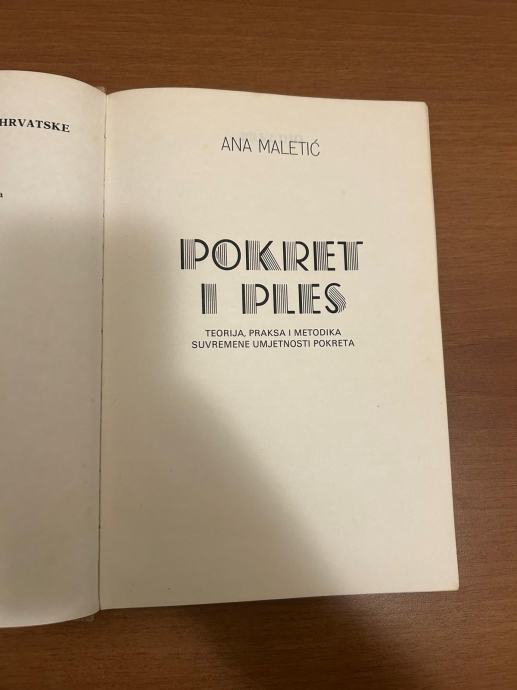 HRVATSKE
ANA MALETIĆ
POKRET
I PLES
TEORIJA, PRAKSA I METODIKA
SUVREMENE UMJETNOSTI POKRETA